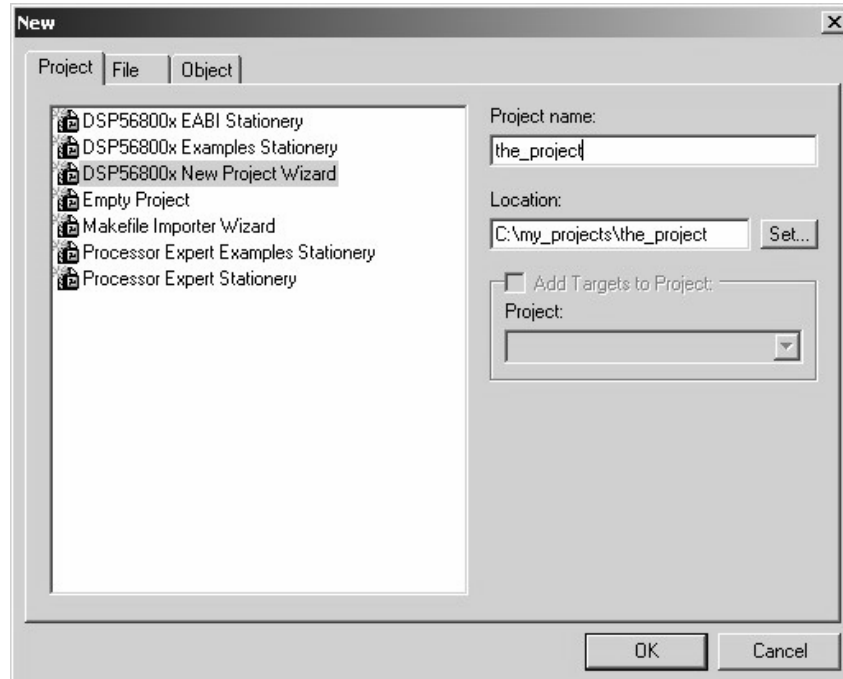 New
Project File Object
DSP56800x EABI Stationery
DSP56800x Examples Stationery
DSP56800x New Project Wizard
Empty Project
Makefile Importer Wizard
Processor Expert Examples Stationery
Processor Expert Stationery
Project name:
the_project
Location:
C:\my_projects\the_project Set...
Add Targets to Project:
Project:
OK Cancel